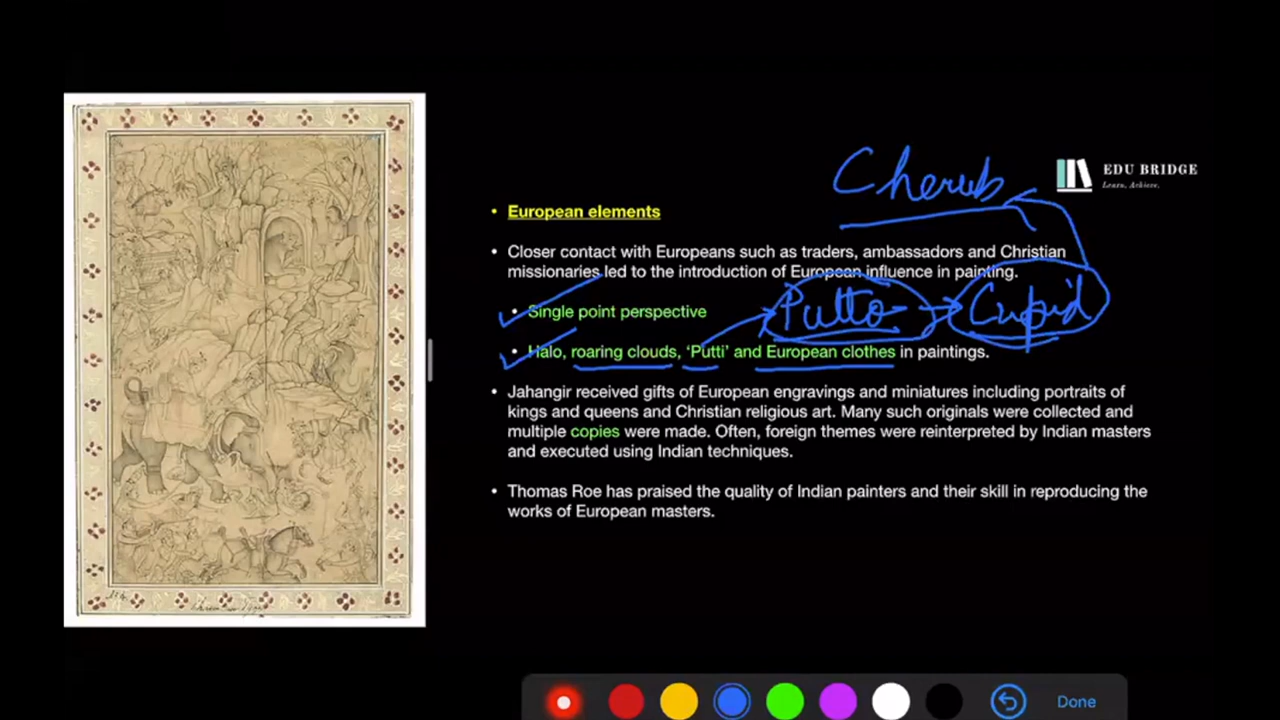 Cherub
EDU BRIDGE
Learn. Achieve.
• European elements
• Closer contact with Europeans such as traders, ambassadors and Christian
missionaries led to the introduction of European influence in painting.
Putto → Cupid
• Single point perspective
• Halo, roaring clouds, ‘Putti’ and European clothes in paintings.
• Jahangir received gifts of European engravings and miniatures including portraits of
kings and queens and Christian religious art. Many such originals were collected and
multiple copies were made. Often, foreign themes were reinterpreted by Indian masters
and executed using Indian techniques.
• Thomas Roe has praised the quality of Indian painters and their skill in reproducing the
works of European masters.
Done